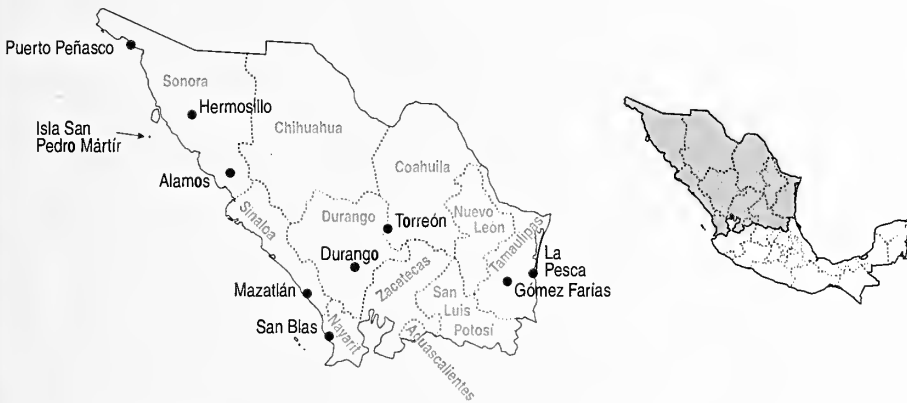 Puerto Peñasco
Sonora
Hermosillo
Chihuahua
Isla San
Pedro Mártír
Coahuila
Alamos
Sinaloa
Durango
Nuevo
León
Torreón
Tamaulipas
Durango
Zacatecas
La
Pesca
Gómez Farías
Mazatlán
San
Luis
Potosí
San Blas
Nayarit
Aguascalientes